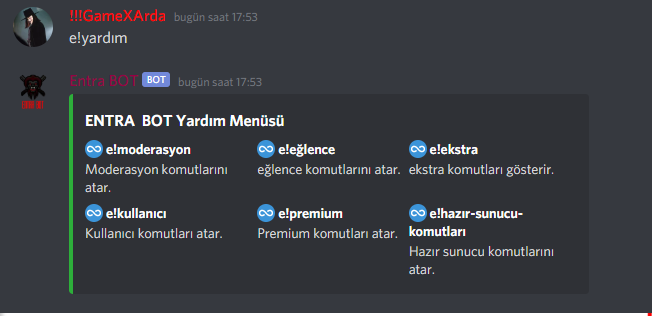 !!!GameXArda bugün saat 17:53
e!yardım
BOT BOT bugün saat 17:53
ENTRA BOT Yardım Menüsü
e!moderasyon
Moderasyon komutlarını
atar.
e!eğlence
eğlence komutlarını atar.
e!ekstra
ekstra komutları gösterir.
e!kullanıcı
Kullanıcı komutları atar.
e!premium
Premium komutları atar.
e!hazır-sunucu-
komutları
Hazır sunucu komutlarını
atar.